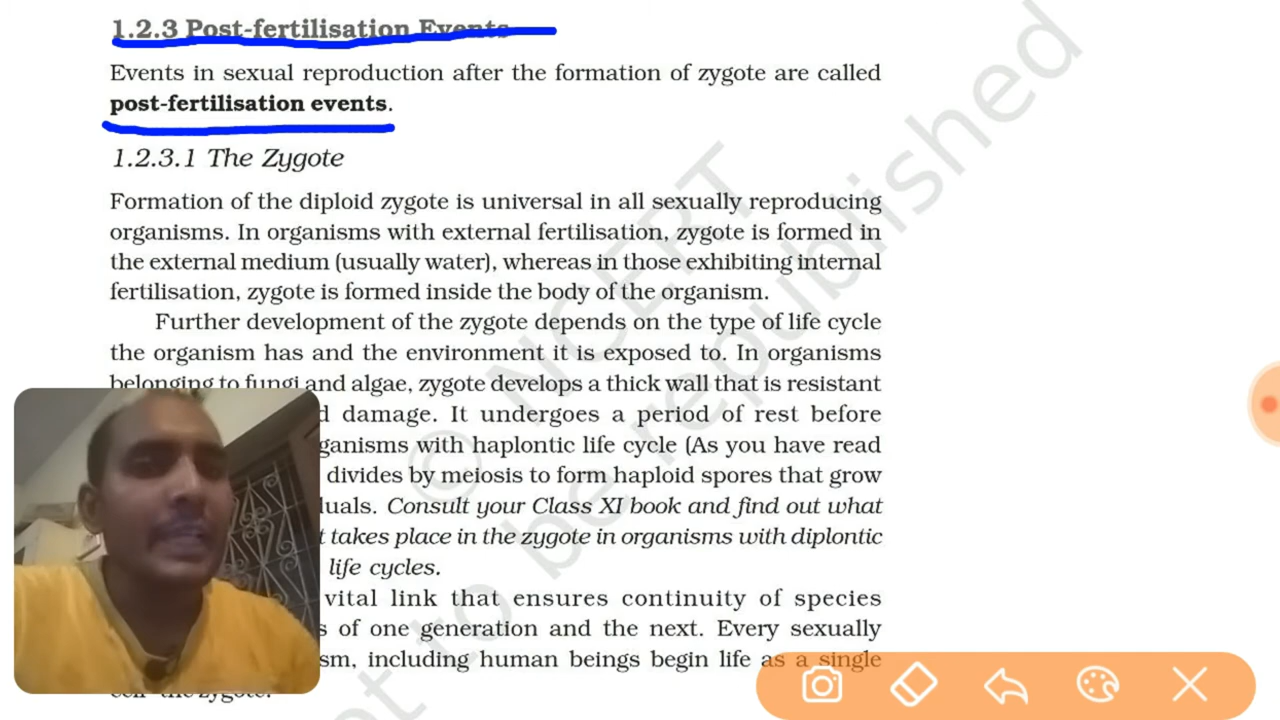 1.2.3 Post-fertilisation Events
Events in sexual reproduction after the formation of zygote are called
post-fertilisation events.
1.2.3.1 The Zygote
Formation of the diploid zygote is universal in all sexually reproducing
organisms. In organisms with external fertilisation, zygote is formed in
the external medium (usually water), whereas in those exhibiting internal
fertilisation, zygote is formed inside the body of the organism.
Further development of the zygote depends on the type of life cycle
the organism has and the environment it is exposed to. In organisms
belonging to fungi and algae, zygote develops a thick wall that is resistant
damage. It undergoes a period of rest before
ganisms with haplontic life cycle (As you have read
divides by meiosis to form haploid spores that grow
luals. Consult your Class XI book and find out what
t takes place in the zygote in organisms with diplontic
life cycles.
vital link that ensures continuity of species
s of one generation and the next. Every sexually
sm, including human beings begin life as a single
cell–the zygote.
© NCERT
not to be republished